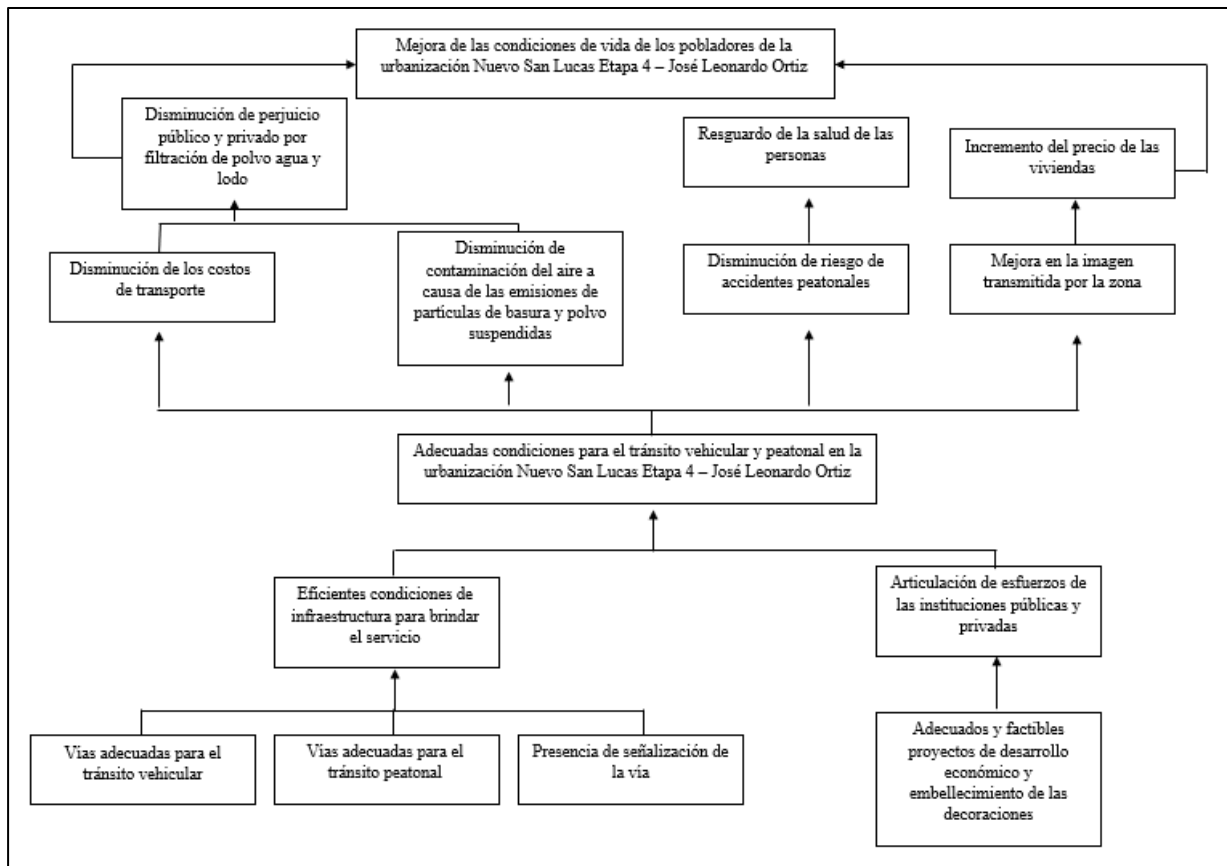 Mejora de las condiciones de vida de los pobladores de la
urbanización Nuevo San Lucas Etapa 4 – José Leonardo Ortiz
Disminución de perjuicio
público y privado por
filtración de polvo agua y
lodo
Resguardo de la salud de las
personas
Incremento del precio de las
viviendas
Disminución de los costos
de transporte
Disminución de
contaminación del aire a
causa de las emisiones de
partículas de basura y polvo
suspendidas
Disminución de riesgo de
accidentes peatonales
Mejora en la imagen
transmitida por la zona
Adecuadas condiciones para el tránsito vehicular y peatonal en la
urbanización Nuevo San Lucas Etapa 4 – José Leonardo Ortiz
Eficientes condiciones de
infraestructura para brindar
el servicio
Articulación de esfuerzos de
las instituciones públicas y
privadas
Vías adecuadas para el
tránsito vehicular
Vías adecuadas para el
tránsito peatonal
Presencia de señalización de
la vía
Adecuados y factibles
proyectos de desarrollo
económico y
embellecimiento de las
decoraciones